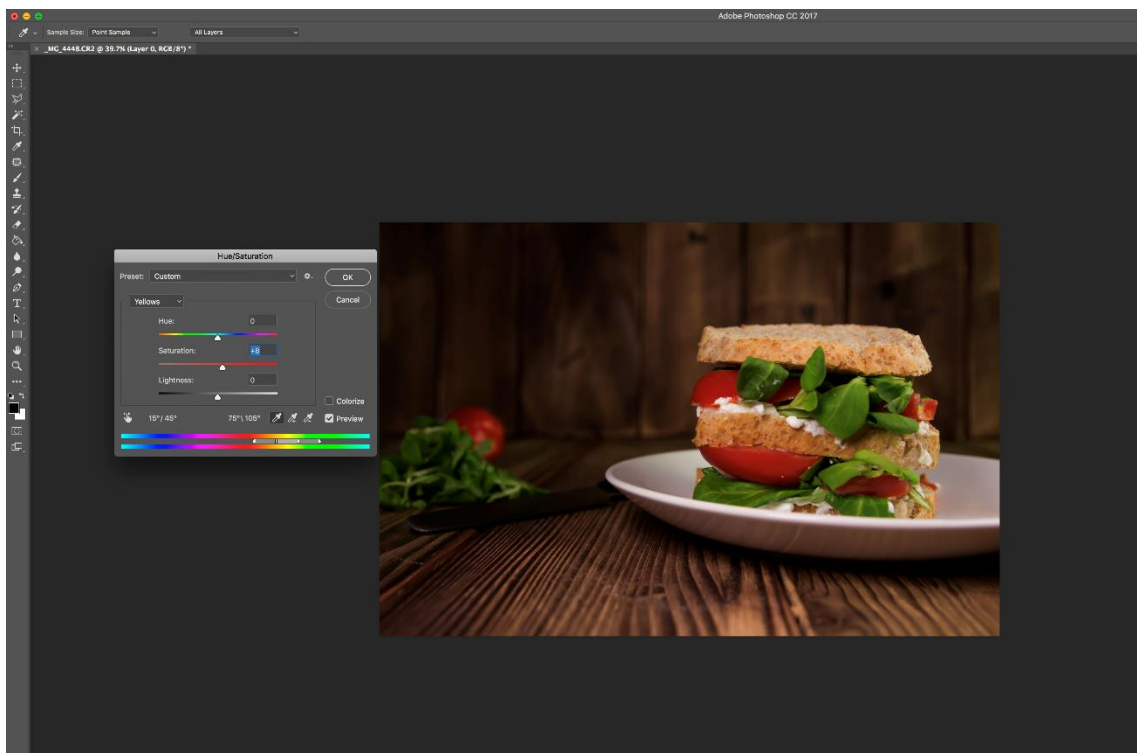 Adobe Photoshop CC 2017
Sample Size: Point Sample All Layers
× _MG_4448.CR2 @ 39.7% (Layer 0, RGB/8*) *
Hue/Saturation
Preset: Custom OK
Yellows Cancel
Hue: 0
Saturation: +8
Lightness: 0
Colorize
15°/ 45° 75°\ 105° Preview